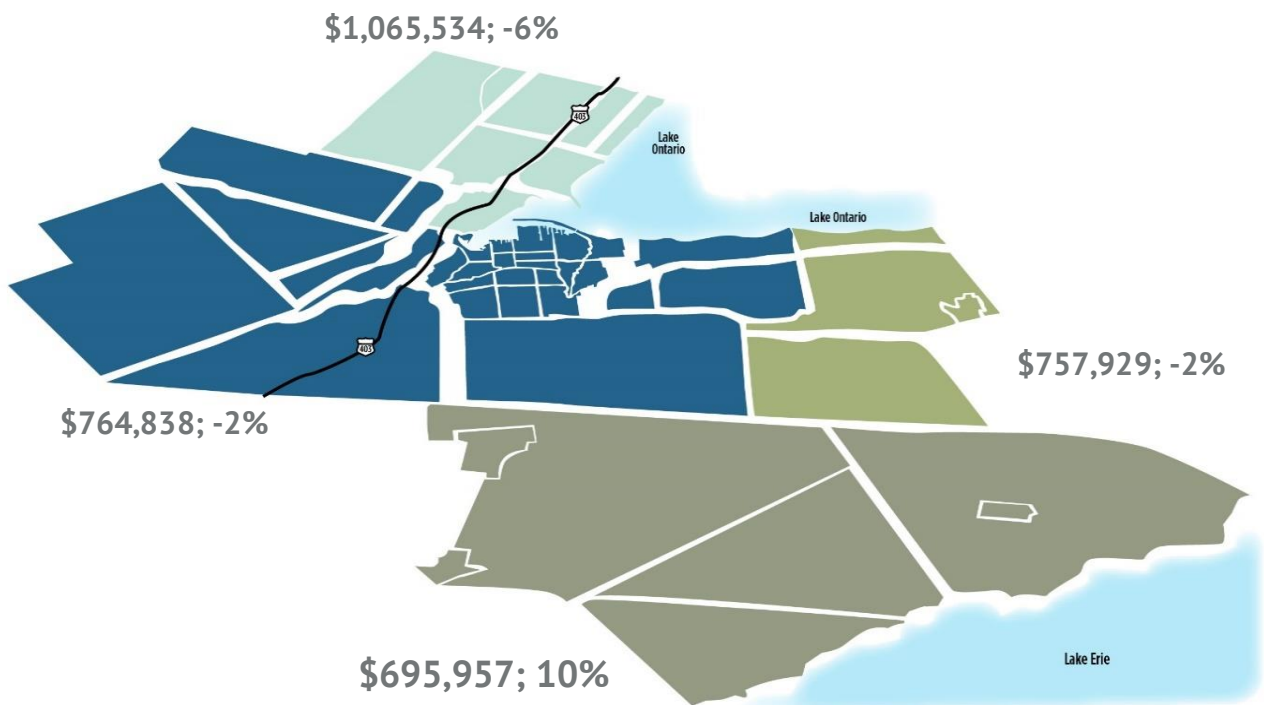 $1,065,534; -6%
403
Lake
Ontario
Lake Ontario
403
$757,929; -2%
$764,838; -2%
$695,957; 10%
Lake Erie